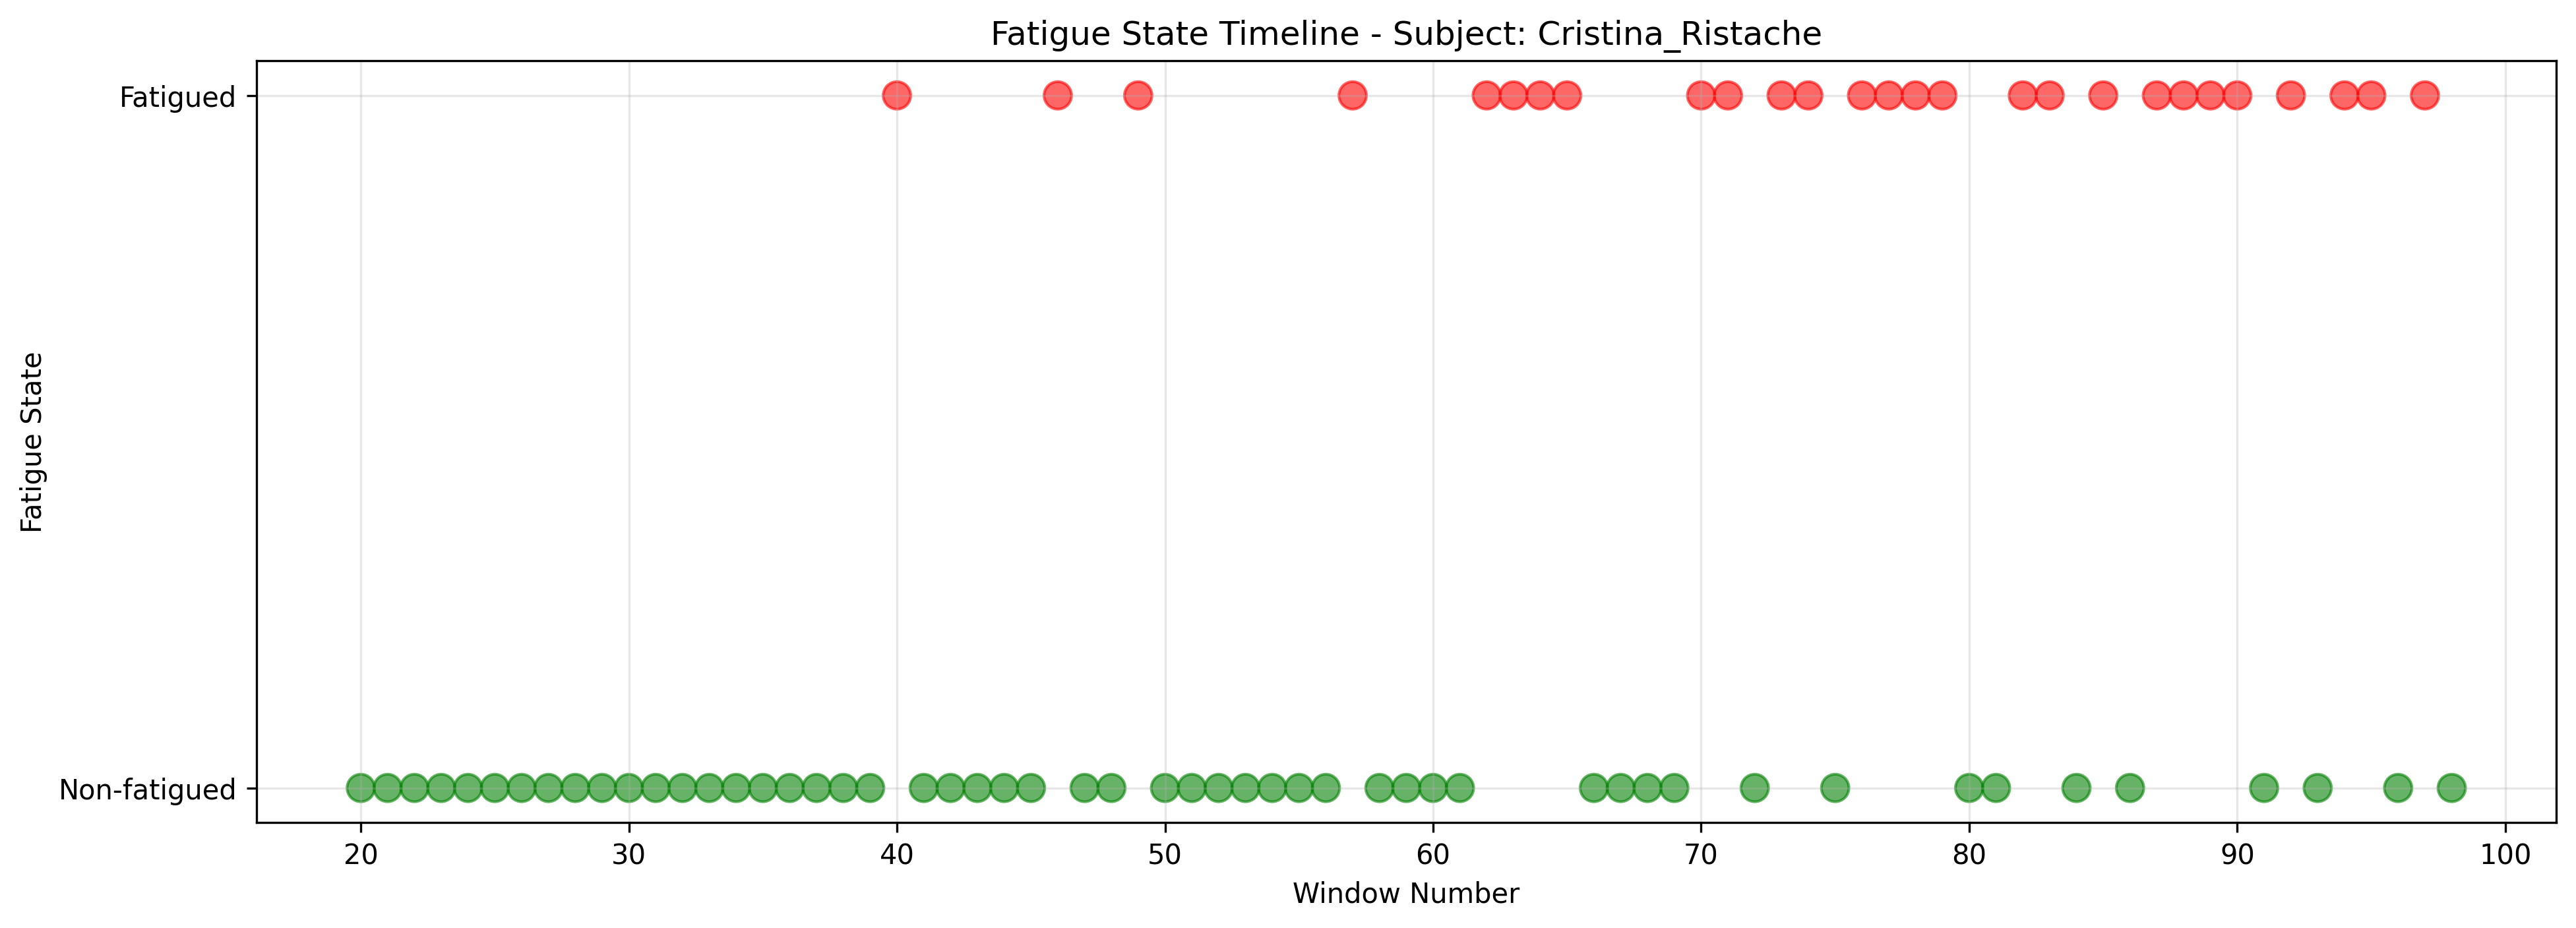 Fatigue State Timeline - Subject: Cristina_Ristache
Fatigued
Fatigue State
Non-fatigued
20 30 40 50 60 70 80 90 100
Window Number